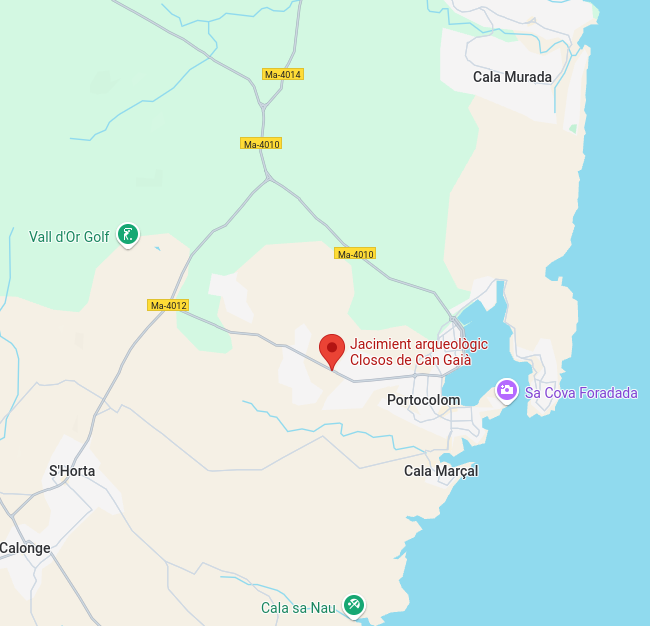 Ma-4014
Cala Murada
Ma-4010
Vall d'Or Golf
Ma-4010
Ma-4012
Jacimient arqueològic
Closos de Can Gaià
Portocolom
Sa Cova Foradada
S'Horta
Cala Marçal
Calonge
Cala sa Nau